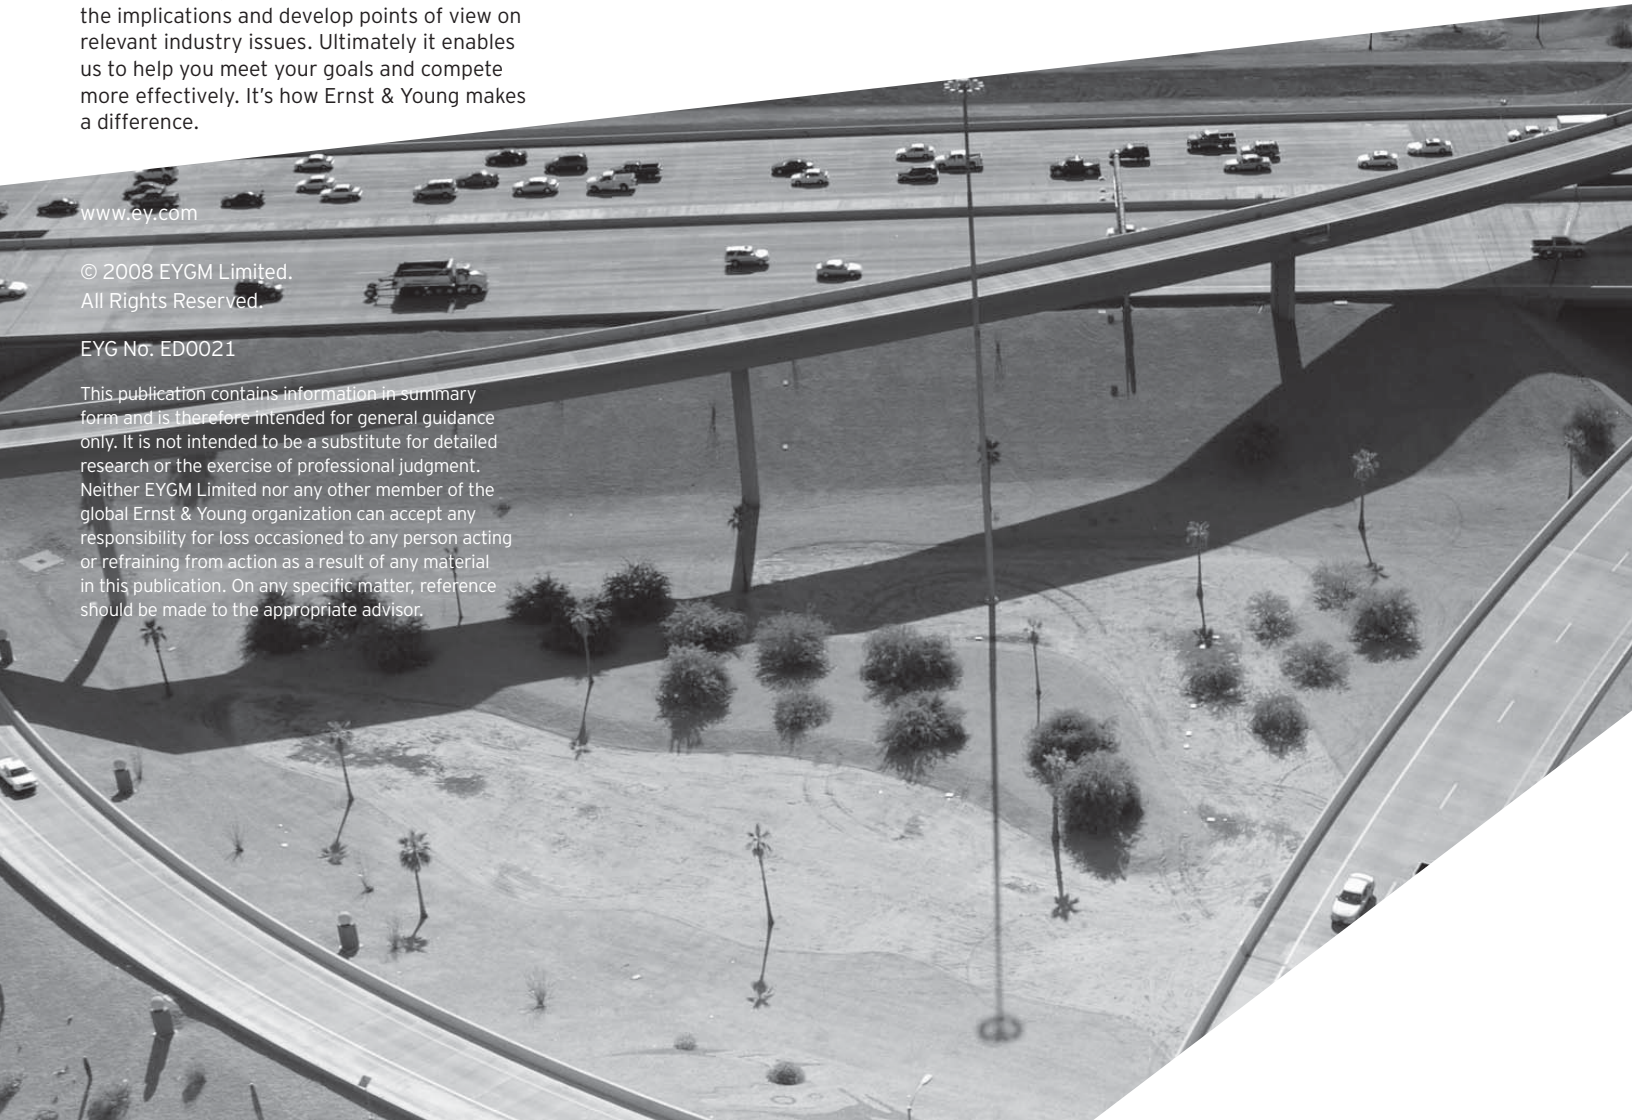 the implications and develop points of view on
relevant industry issues. Ultimately it enables
us to help you meet your goals and compete
more effectively. It’s how Ernst & Young makes
a difference.
www.ey.com
© 2008 EYGM Limited.
All Rights Reserved.
EYG No. ED0021
This publication contains information in summary
form and is therefore intended for general guidance
only. It is not intended to be a substitute for detailed
research or the exercise of professional judgment.
Neither EYGM Limited nor any other member of the
global Ernst & Young organization can accept any
responsibility for loss occasioned to any person acting
or refraining from action as a result of any material
in this publication. On any specific matter, reference
should be made to the appropriate advisor.